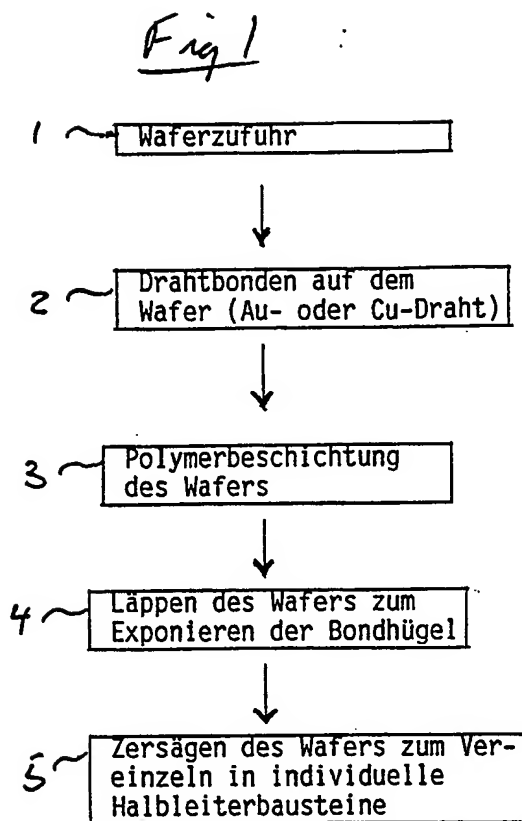 Fig 1
1 Waferzufuhr
2 Drahtbonden auf dem
Wafer (Au- oder Cu-Draht)
3 Polymerbeschichtung
des Wafers
4 Läppen des Wafers zum
Exponieren der Bondhügel
5 Zersägen des Wafers zum Ver-
einzeln in individuelle
Halbleiterbausteine